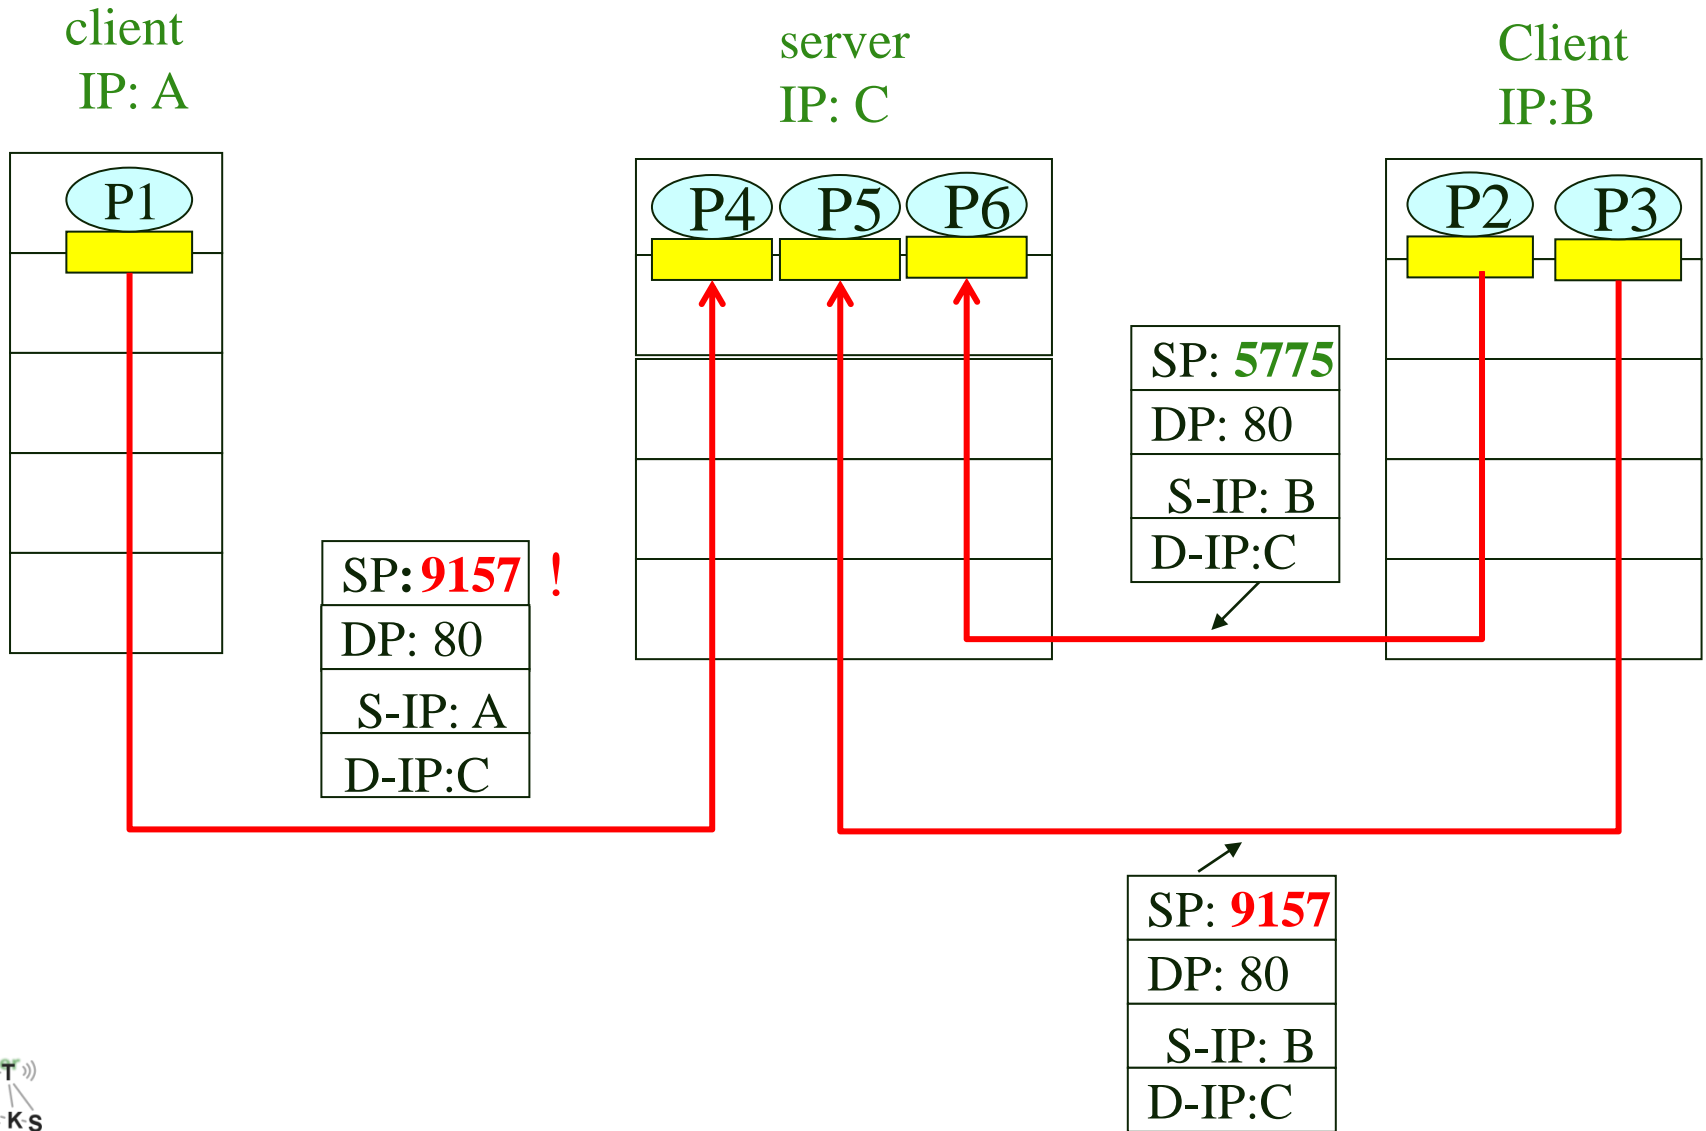 client
IP: A
server
IP: C
Client
IP:B
P1
P4
P5
P6
P2
P3
SP: 5775
DP: 80
S-IP: B
D-IP:C
SP: 9157 !
DP: 80
S-IP: A
D-IP:C
SP: 9157
DP: 80
S-IP: B
D-IP:C
T
K-S